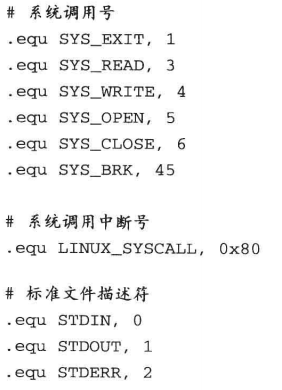 # 系统调用号
.equ SYS_EXIT, 1
.equ SYS_READ, 3
.equ SYS_WRITE, 4
.equ SYS_OPEN, 5
.equ SYS_CLOSE, 6
.equ SYS_BRK, 45
# 系统调用中断号
.equ LINUX_SYSCALL, 0x80
# 标准文件描述符
.equ STDIN, 0
.equ STDOUT, 1
.equ STDERR, 2